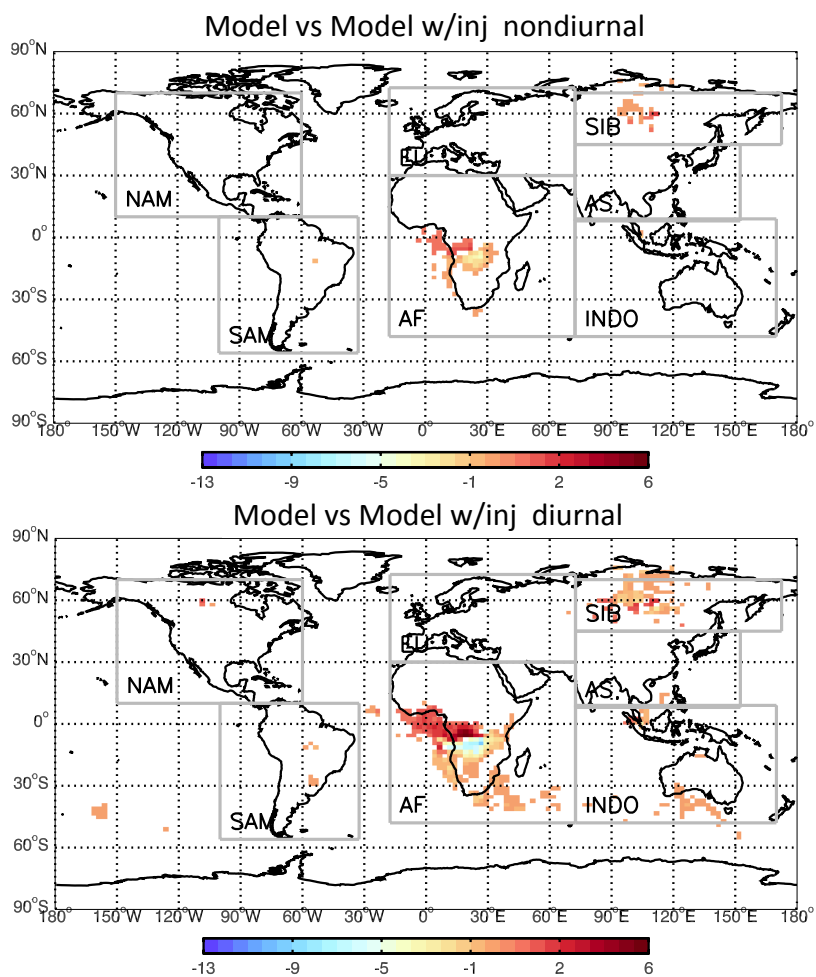 Model vs Model w/inj nondiurnal
90°N
60°N
30°N
0°
30°S
60°S
90°S
NAM
SAM
EU
AF
SIB
AS
INDO
180° 150°W 120°W 90°W 60°W 30°W 0° 30°E 60°E 90°E 120°E 150°E 180°
-13 -9 -5 -1 2 6
Model vs Model w/inj diurnal
90°N
60°N
30°N
0°
30°S
60°S
90°S
NAM
SAM
EU
AF
SIB
AS
INDO
180° 150°W 120°W 90°W 60°W 30°W 0° 30°E 60°E 90°E 120°E 150°E 180°
-13 -9 -5 -1 2 6